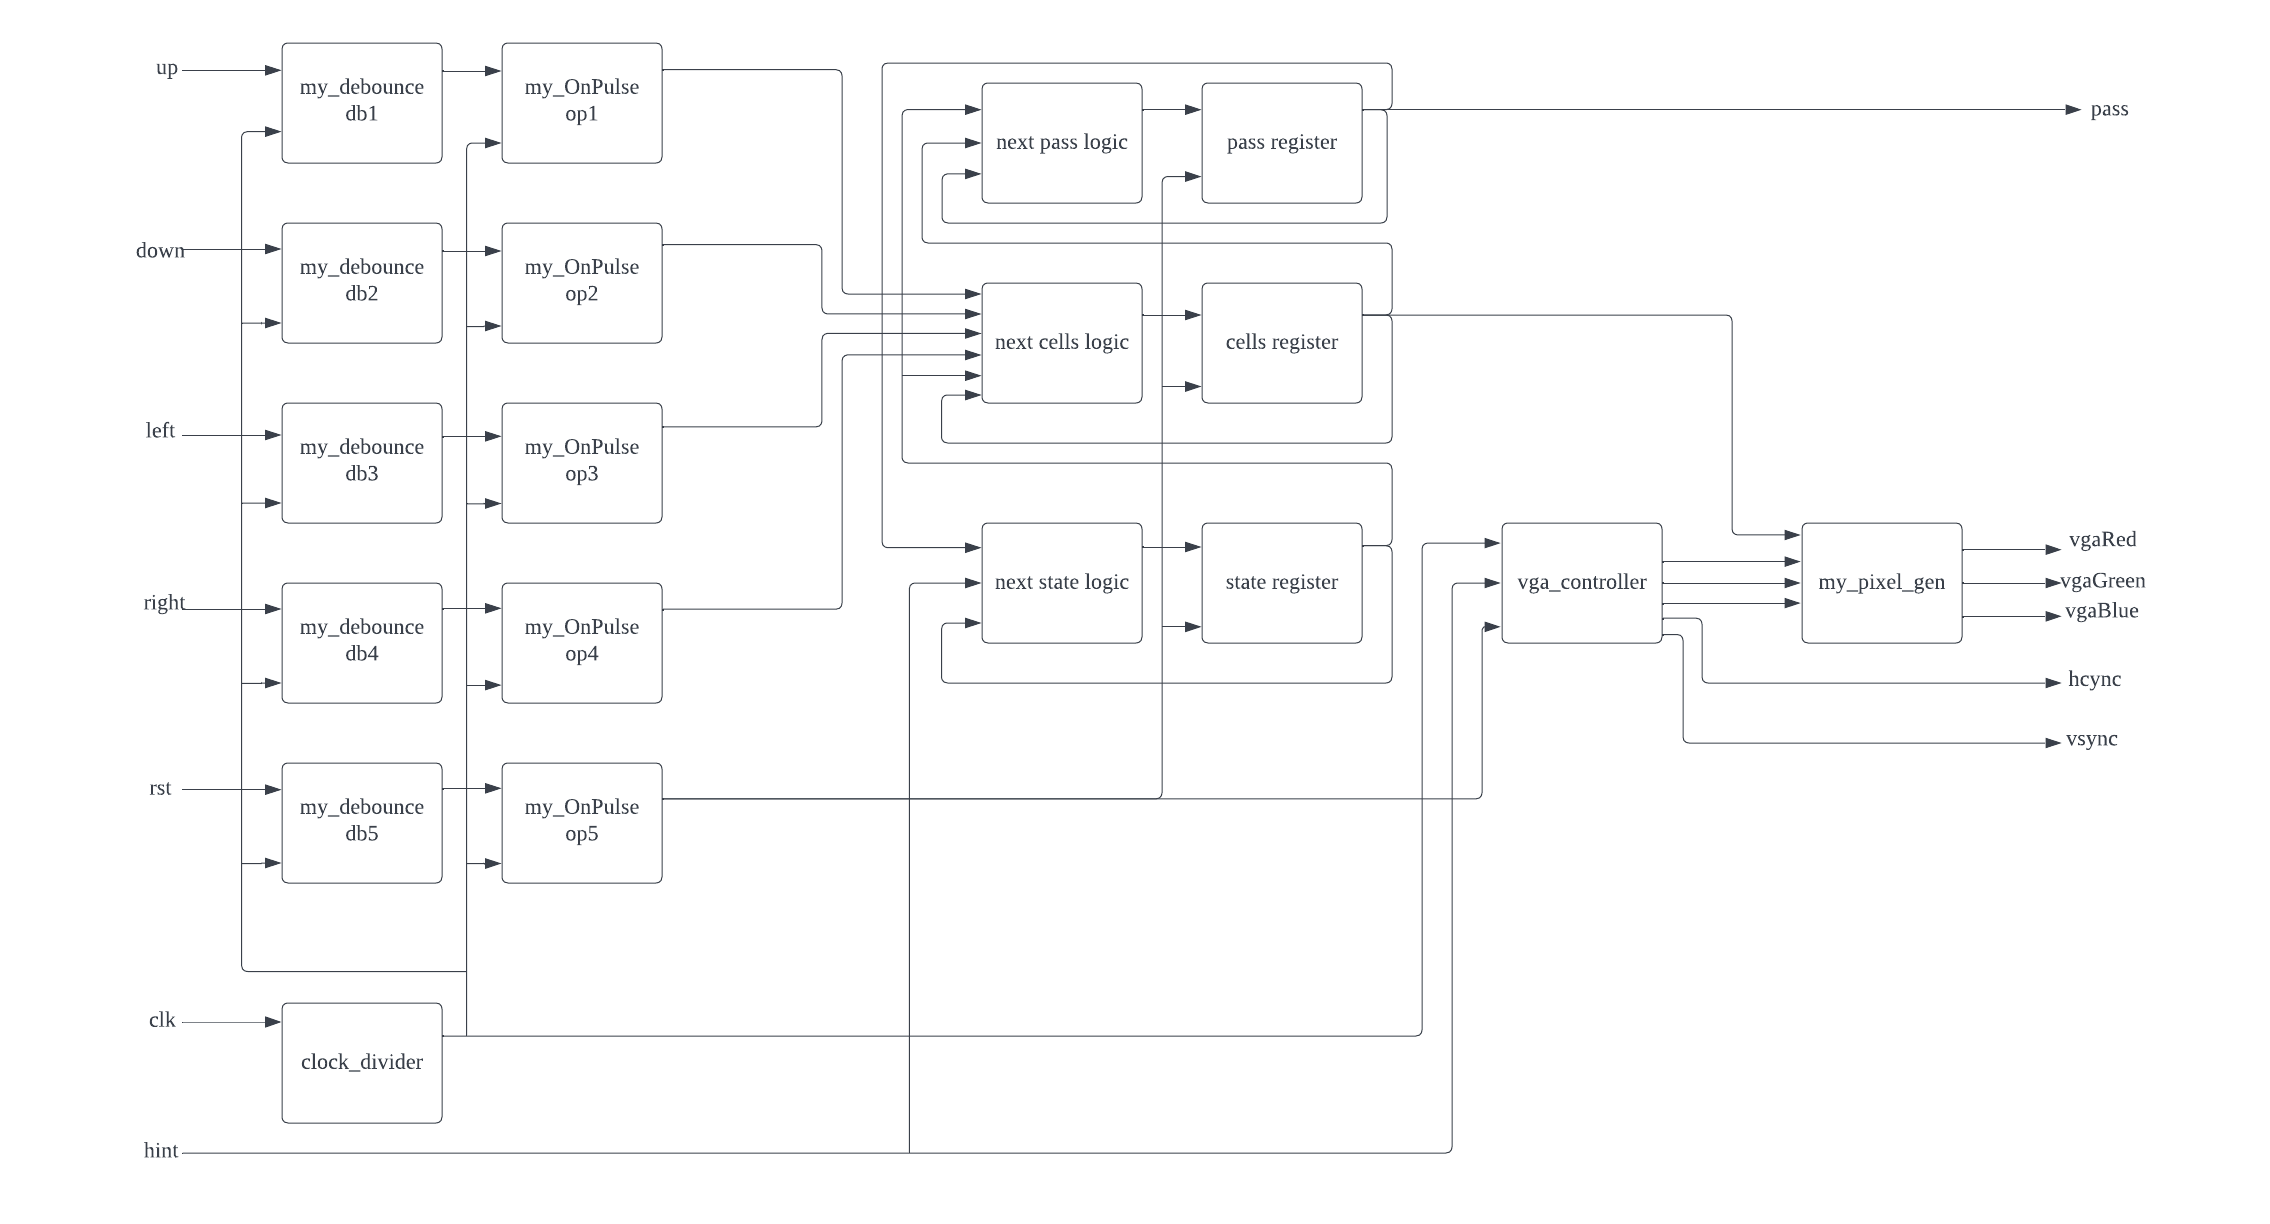 up
my_debounce
db1
my_OnPulse
op1
next pass logic
pass register
pass
down
my_debounce
db2
my_OnPulse
op2
next cells logic
cells register
left
my_debounce
db3
my_OnPulse
op3
right
my_debounce
db4
my_OnPulse
op4
next state logic
state register
vga_controller
my_pixel_gen
vgaRed
vgaGreen
vgaBlue
hcync
vsync
rst
my_debounce
db5
my_OnPulse
op5
clk
clock_divider
hint